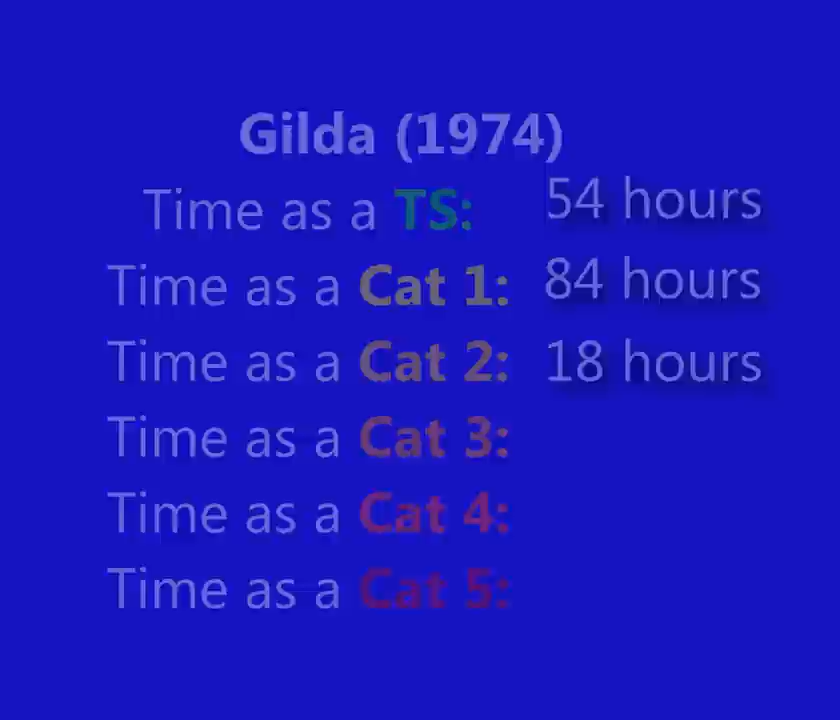 Gilda (1974)
Time as a TS: 54 hours
Time as a Cat 1: 84 hours
Time as a Cat 2: 18 hours
Time as a Cat 3:
Time as a Cat 4:
Time as a Cat 5: